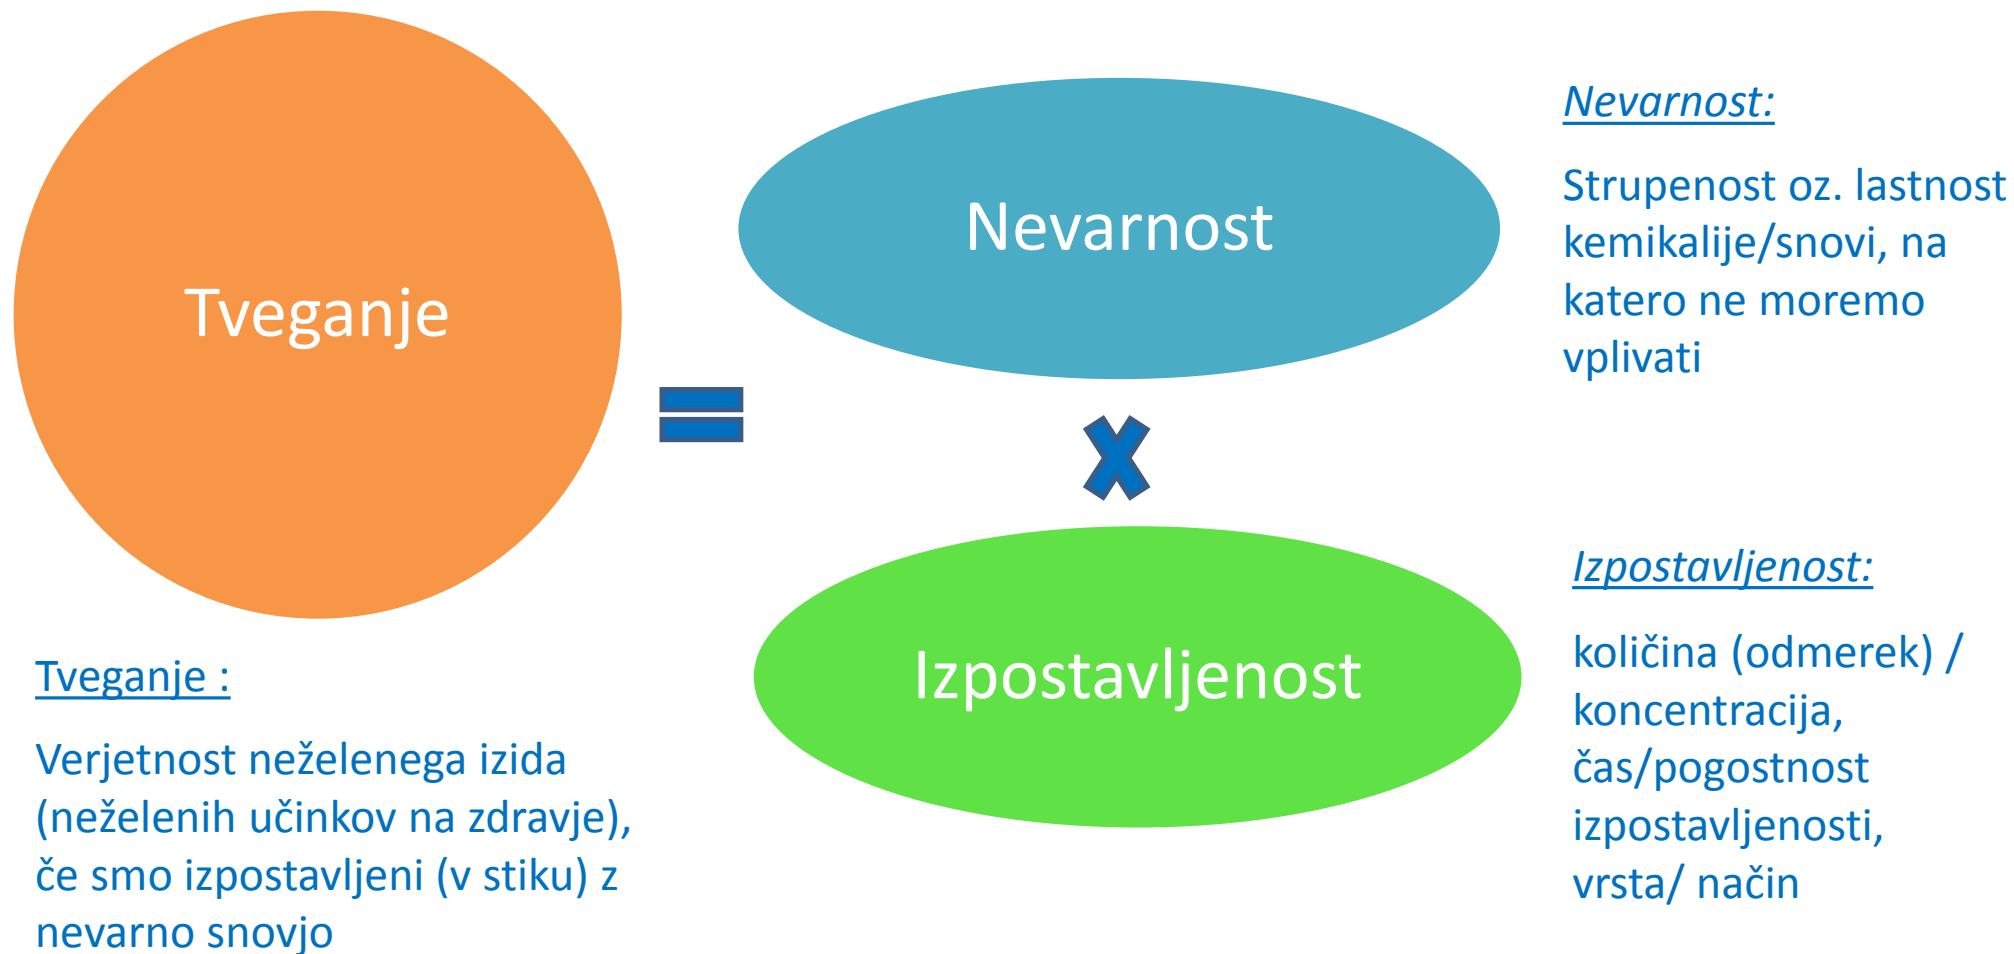 Tveganje
Nevarnost
Izpostavljenost
Tveganje :
Verjetnost neželenega izida
(neželenih učinkov na zdravje),
če smo izpostavljeni (v stiku) z
nevarno snovjo
Nevarnost:
Strupenost oz. lastnost
kemikalije/snovi, na
katero ne moremo
vplivati
Izpostavljenost:
količina (odmerek) /
koncentracija,
čas/pogostnost
izpostavljenosti,
vrsta/ način